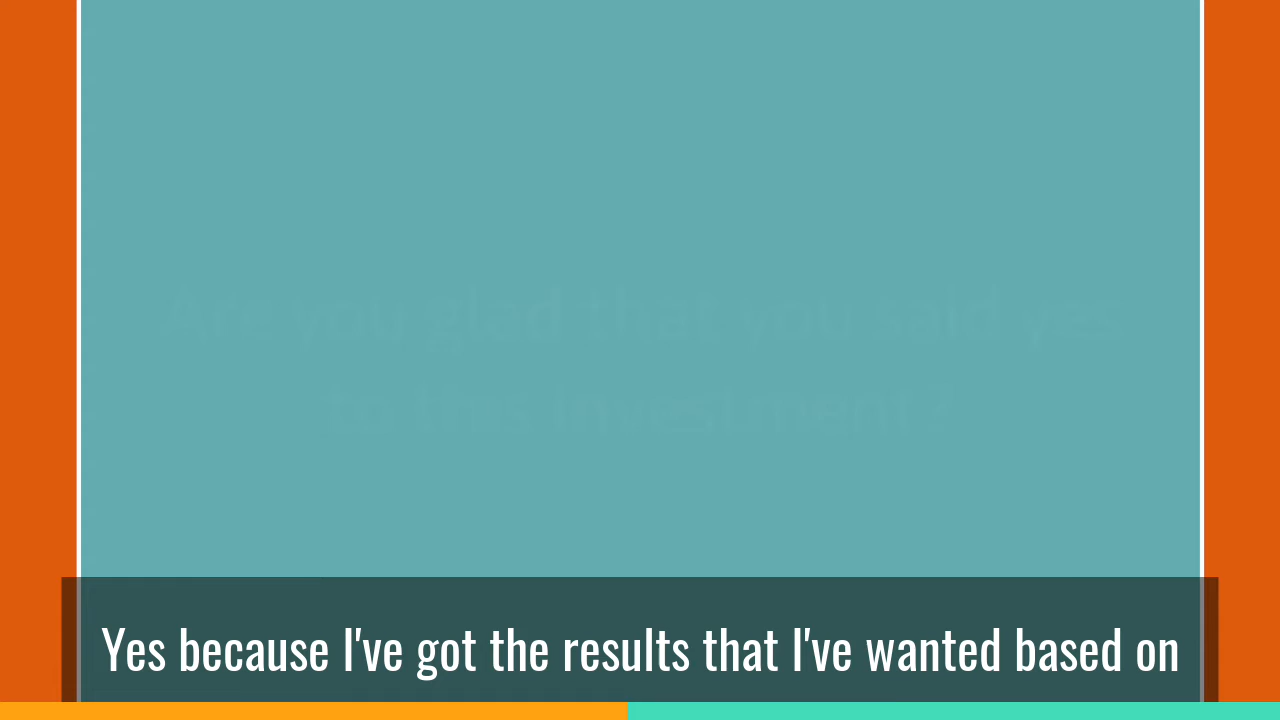 Are you glad that you said yes
to this investment?
Yes because I've got the results that I've wanted based on